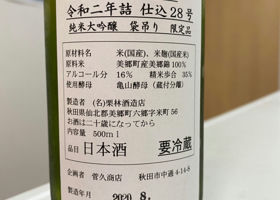 令和二年詰 仕込28号
純米大吟醸 袋吊り 限定品
原材料名 米(国産)、米麹(国産米)
使用原料米 美郷町産美郷錦100%
アルコール分 16% 精米歩合 35%
使用酵母 亀山酵母(蔵付分離)
製造者 (名)栗林酒造店
秋田県仙北郡美郷町六郷字米町56
お酒は二十歳になってから
内容量 500ml
品目 日本酒 要冷蔵
企画者 菅久商店 秋田市中通4-14-8
製造年月 2020.8.